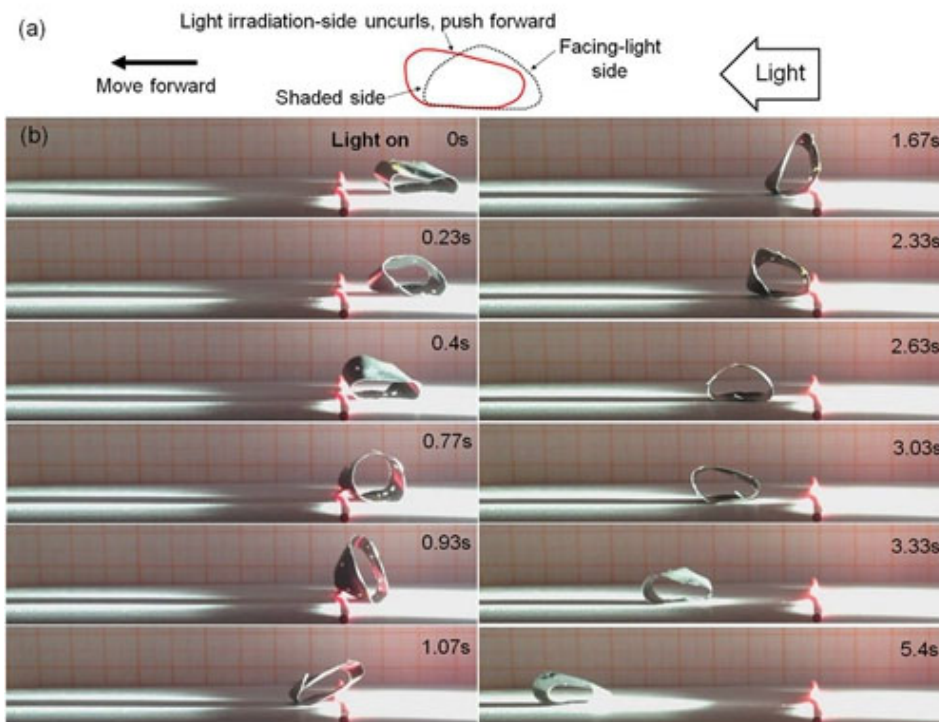 (a)
Light irradiation-side uncurls, push forward
Facing-light
side
Light
Move forward
Shaded side
(b)
Light on 0s
0.23s
0.4s
0.77s
0.93s
1.07s
1.67s
2.33s
2.63s
3.03s
3.33s
5.4s